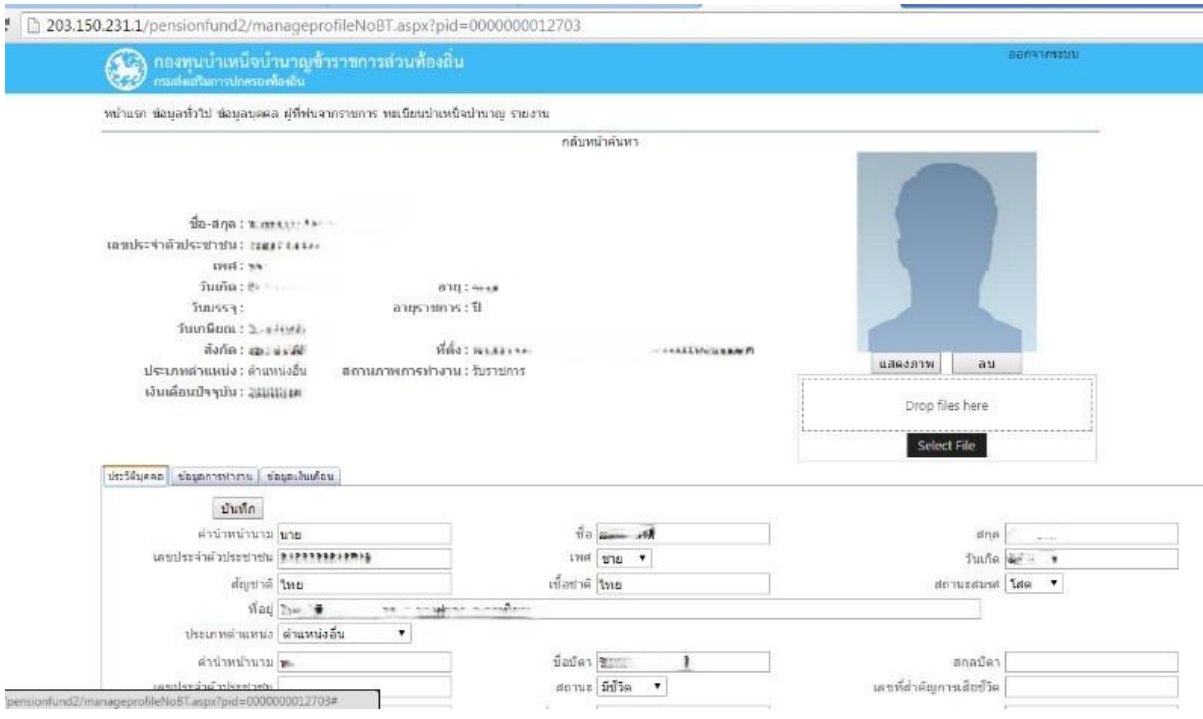 203.150.231.1/pensionfund2/manageprofileNoBT.aspx?pid=0000000012703
กองทุนบำเหน็จบำนาญข้าราชการส่วนท้องถิ่น
ออกจากระบบ
กรมส่งเสริมการปกครองท้องถิ่น
หน้าแรก ข้อมูลทั่วไป ข้อมูลบุคคล ผู้ที่พ้นจากราชการ ทะเบียนบำเหน็จบำนาญ รายงาน
กลับหน้าค้นหา
ชื่อ-สกุล :
เลขประจำตัวประชาชน :
เพศ :
วันเกิด : อายุ :
วันบรรจุ : อายุราชการ : ปี
วันเกษียณ :
สังกัด : ที่ตั้ง :
ประเภทตำแหน่ง : ตำแหน่งอื่น สถานภาพการทำงาน : รับราชการ
เงินเดือนปัจจุบัน :
แสดงภาพ ลบ
Drop files here
Select File
ประวัติบุคคล ข้อมูลการทำงาน ข้อมูลเงินเดือน
บันทึก
คำนำหน้านาม นาย ชื่อ สกุล
เลขประจำตัวประชาชน เพศ ชาย วันเกิด
สัญชาติ ไทย เชื้อชาติ ไทย สถานะสมรส โสด
ที่อยู่
ประเภทตำแหน่ง ตำแหน่งอื่น
คำนำหน้านาม ชื่อบิดา สกุลบิดา
เลขประจำตัวประชาชน สถานะ มีชีวิต เลขที่สำคัญการเสียชีวิต
pensionfund2/manageprofileNoBT.aspx?pid=0000000012703#